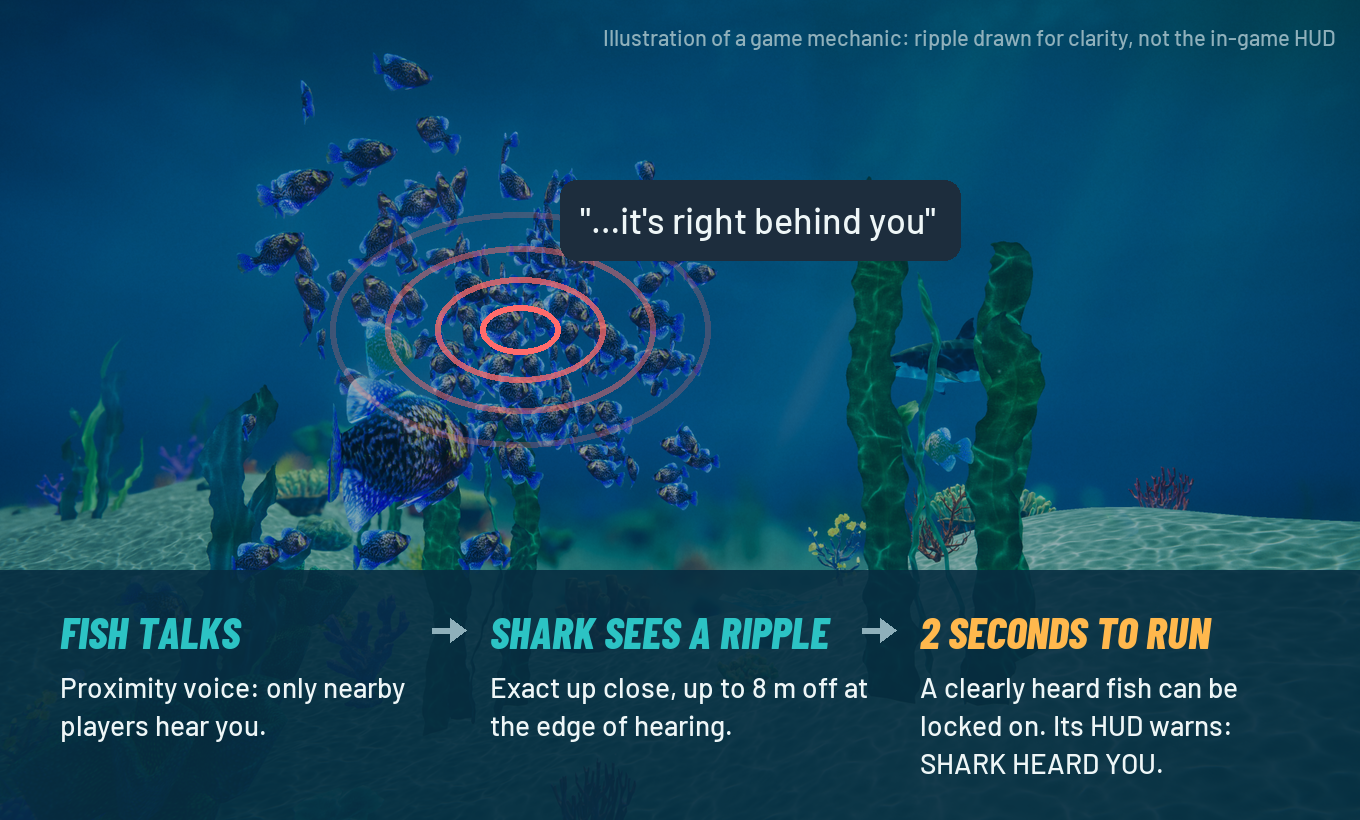 Illustration of a game mechanic: ripple drawn for clarity, not the in-game HUD
"...it's right behind you"
FISH TALKS
Proximity voice: only nearby
players hear you.
SHARK SEES A RIPPLE
Exact up close, up to 8 m off at
the edge of hearing.
2 SECONDS TO RUN
A clearly heard fish can be
locked on. Its HUD warns:
SHARK HEARD YOU.